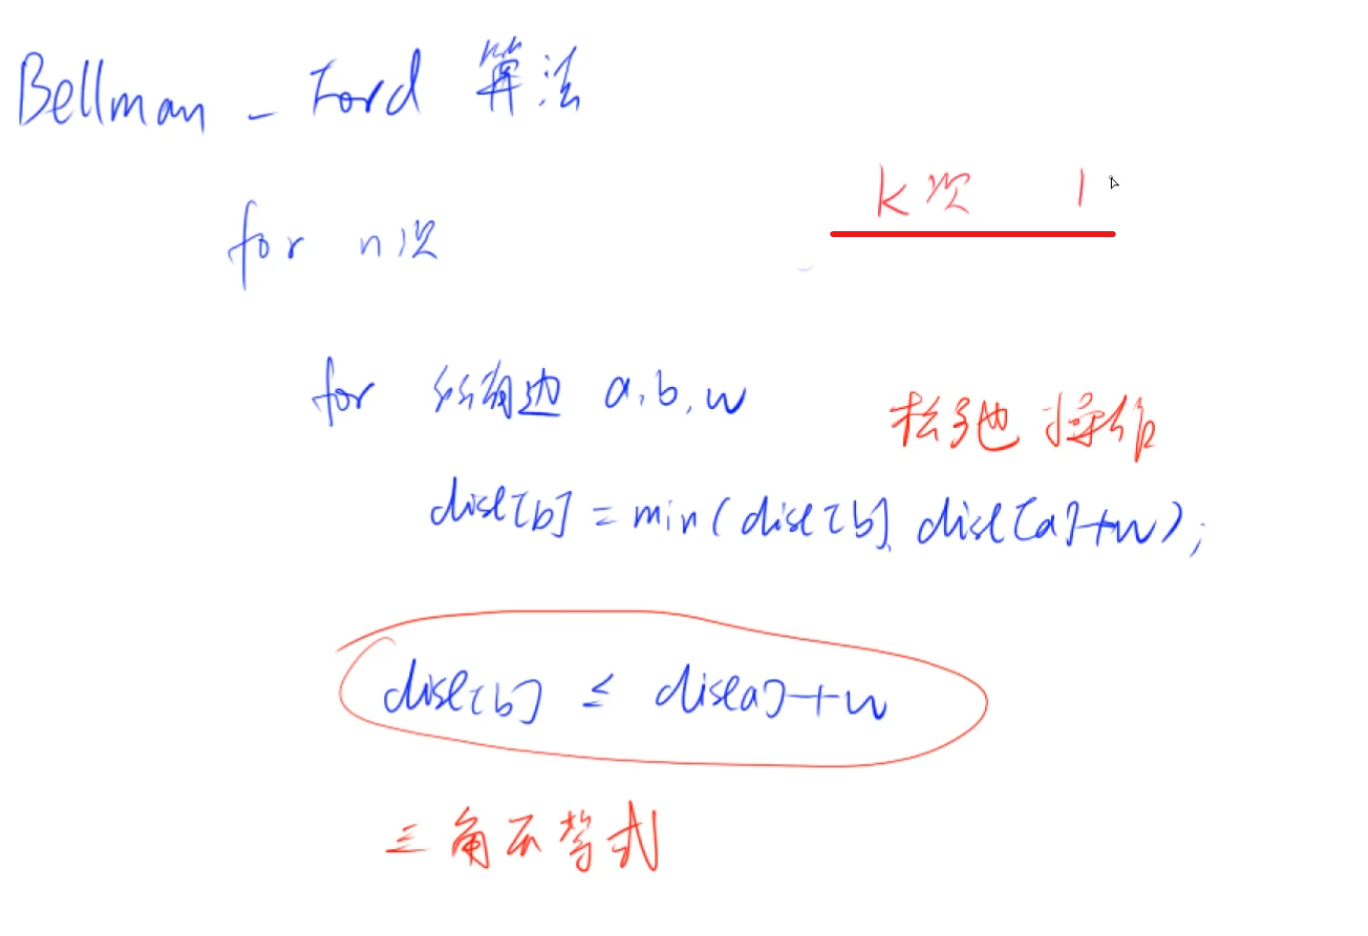 Bellman - Ford 算法
k次 1
for n次
for 所有边 a,b,w
松弛操作
dist[b] = min(dist[b], dist[a]+w);
dist[b] ≤ dist[a]+w
三角不等式